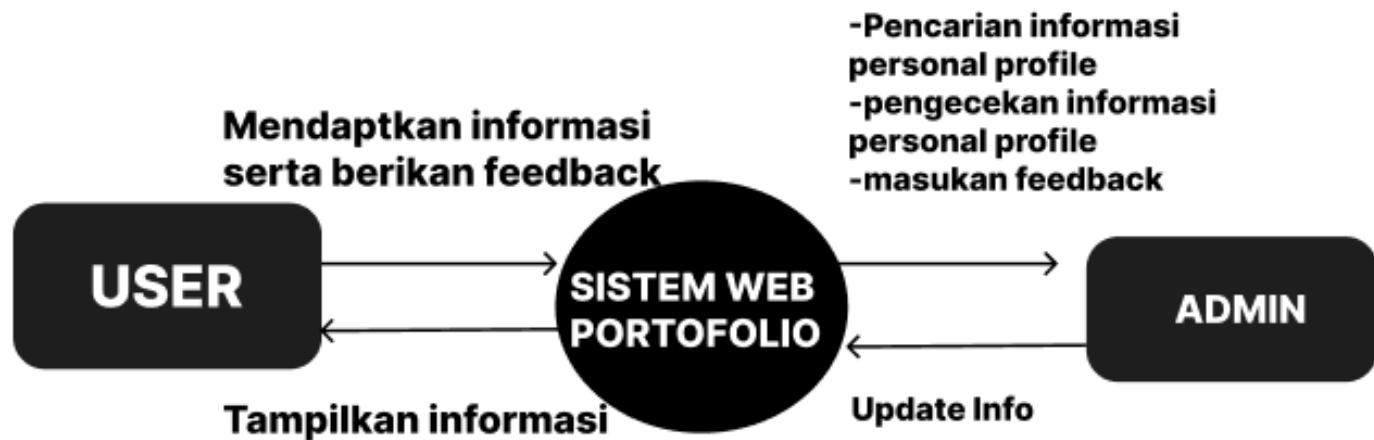 -Pencarian informasi
personal profile
-pengecekan informasi
personal profile
-masukan feedback
Mendaptkan informasi
serta berikan feedback
USER
SISTEM WEB
PORTOFOLIO
ADMIN
Tampilkan informasi
Update Info